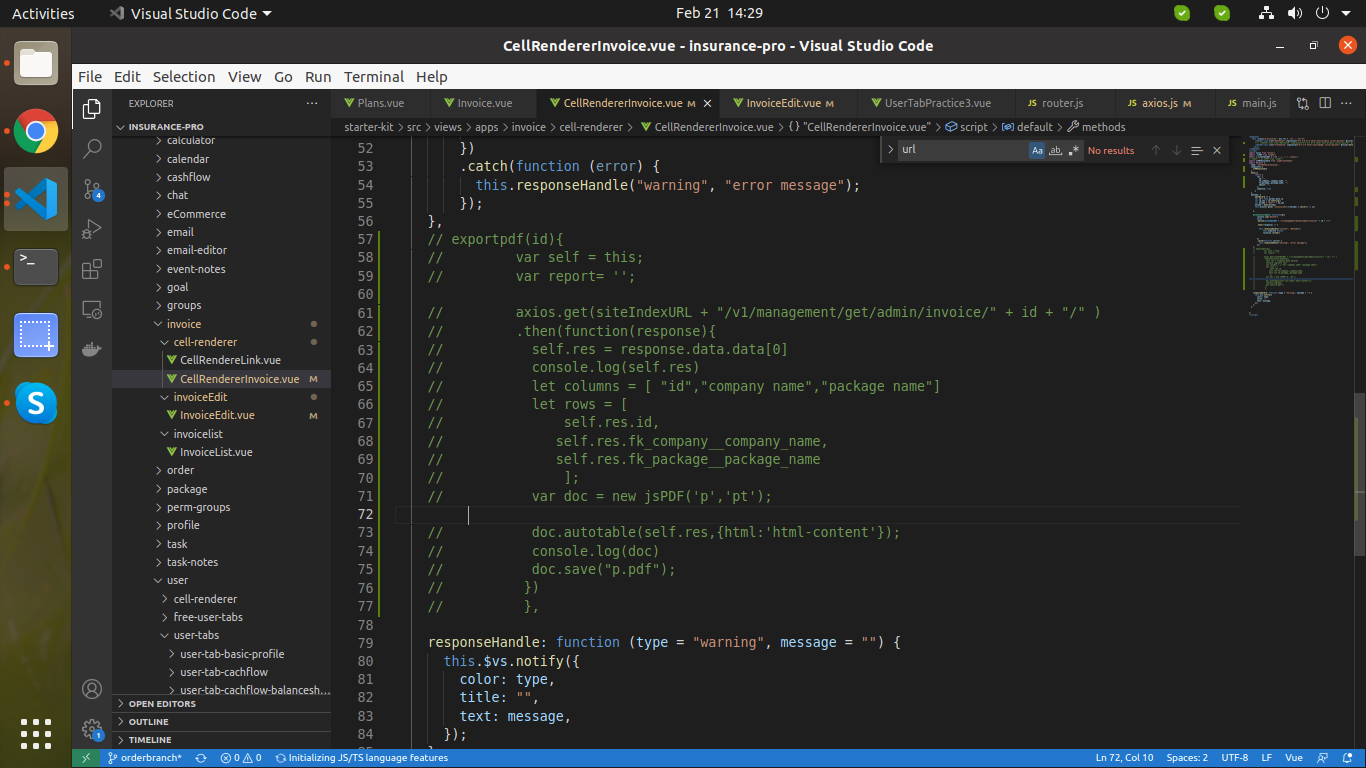 Activities
Visual Studio Code
Feb 21 14:29
CellRendererInvoice.vue - insurance-pro - Visual Studio Code
File Edit Selection View Go Run Terminal Help
EXPLORER
Plans.vue
Invoice.vue
CellRendererInvoice.vue M
InvoiceEdit.vue M
UserTabPractice3.vue
JS router.js
JS axios.js M
JS main.js
starter-kit > src > views > apps > invoice > cell-renderer > CellRendererInvoice.vue > {} "CellRendererInvoice.vue" > script > default > methods
url
Aa
ab
No results
INSURANCE-PRO
calculator
calendar
cashflow
chat
eCommerce
email
email-editor
event-notes
goal
groups
invoice
cell-renderer
CellRendereLink.vue
CellRendererInvoice.vue M
invoiceEdit
InvoiceEdit.vue M
invoicelist
InvoiceList.vue
order
package
perm-groups
profile
task
task-notes
user
cell-renderer
free-user-tabs
user-tabs
user-tab-basic-profile
user-tab-cachflow
user-tab-cachflow-balancesh...
OPEN EDITORS
OUTLINE
TIMELINE
4
1
52 })
53 .catch(function (error) {
54 this.responseHandle("warning", "error message");
55 });
56 },
57 // exportpdf(id){
58 // var self = this;
59 // var report= '';
60
61 // axios.get(siteIndexURL + "/v1/management/get/admin/invoice/" + id + "/" )
62 // .then(function(response){
63 // self.res = response.data.data[0]
64 // console.log(self.res)
65 // let columns = [ "id","company name","package name"]
66 // let rows = [
67 // self.res.id,
68 // self.res.fk_company__company_name,
69 // self.res.fk_package__package_name
70 // ];
71 // var doc = new jsPDF('p','pt');
72
73 // doc.autotable(self.res,{html:'html-content'});
74 // console.log(doc)
75 // doc.save("p.pdf");
76 // })
77 // },
78
79 responseHandle: function (type = "warning", message = "") {
80 this.$vs.notify({
81 color: type,
82 title: "",
83 text: message,
84 });
orderbranch*
0 0
Initializing JS/TS language features
Ln 72, Col 10
Spaces: 2
UTF-8
LF
Vue